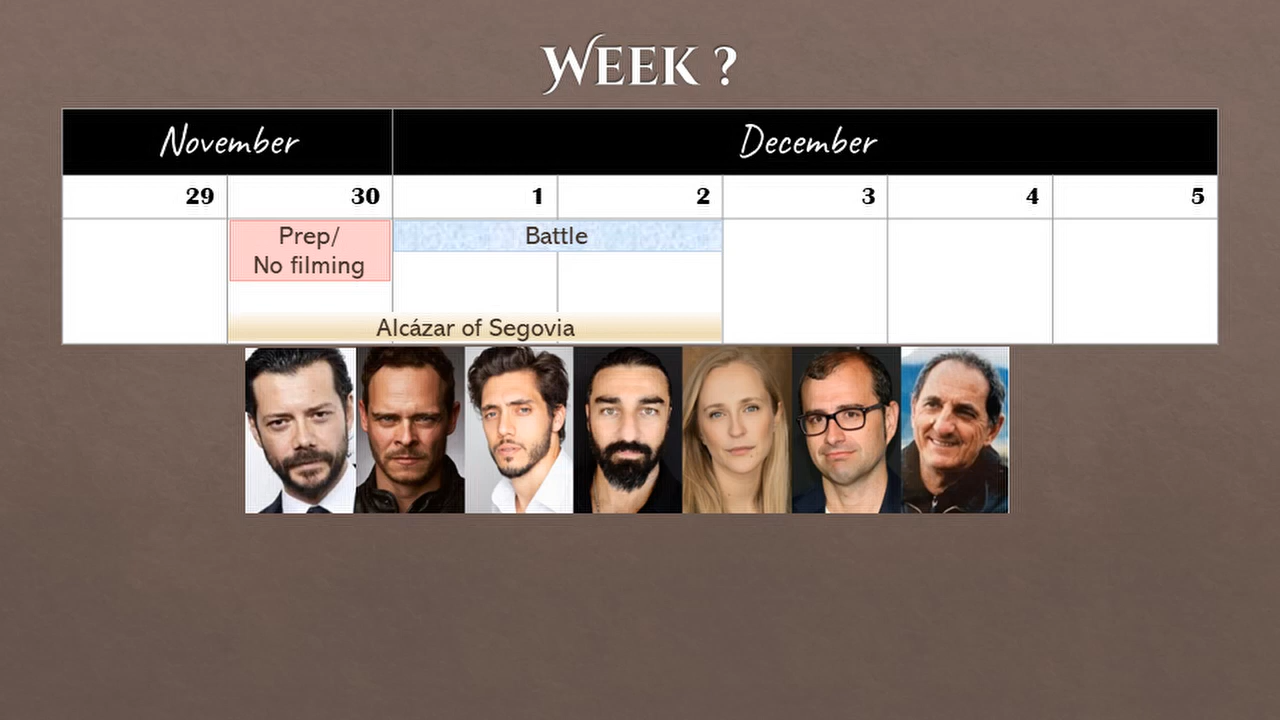 Week ?
November December
29 30 1 2 3 4 5
Prep/ Battle
No filming
Alcázar of Segovia